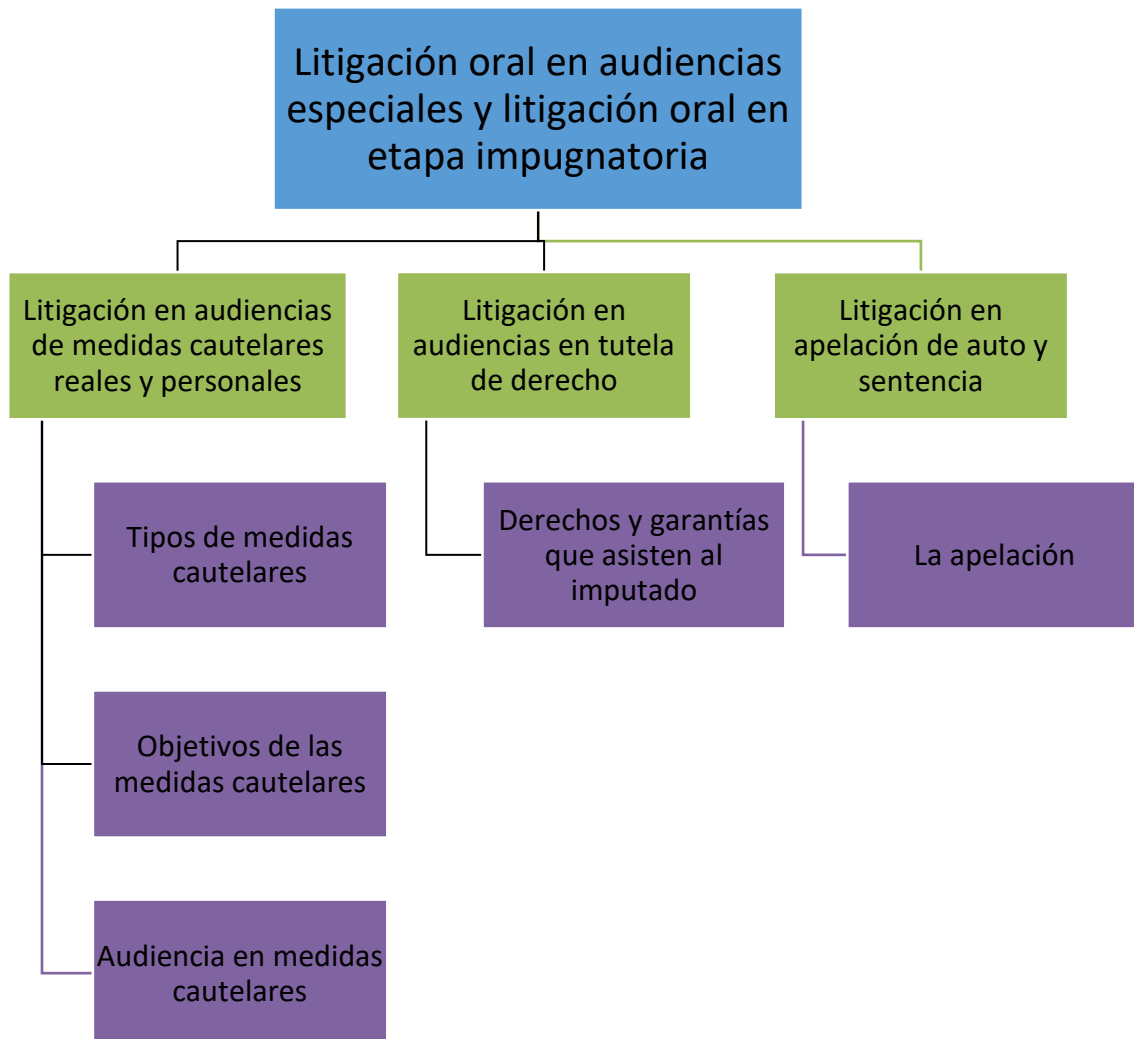 Litigación oral en audiencias
especiales y litigación oral en
etapa impugnatoria
Litigación en audiencias
de medidas cautelares
reales y personales
Tipos de medidas
cautelares
Objetivos de las
medidas cautelares
Audiencia en medidas
cautelares
Litigación en
audiencias en tutela
de derecho
Derechos y garantías
que asisten al
imputado
Litigación en
apelación de auto y
sentencia
La apelación